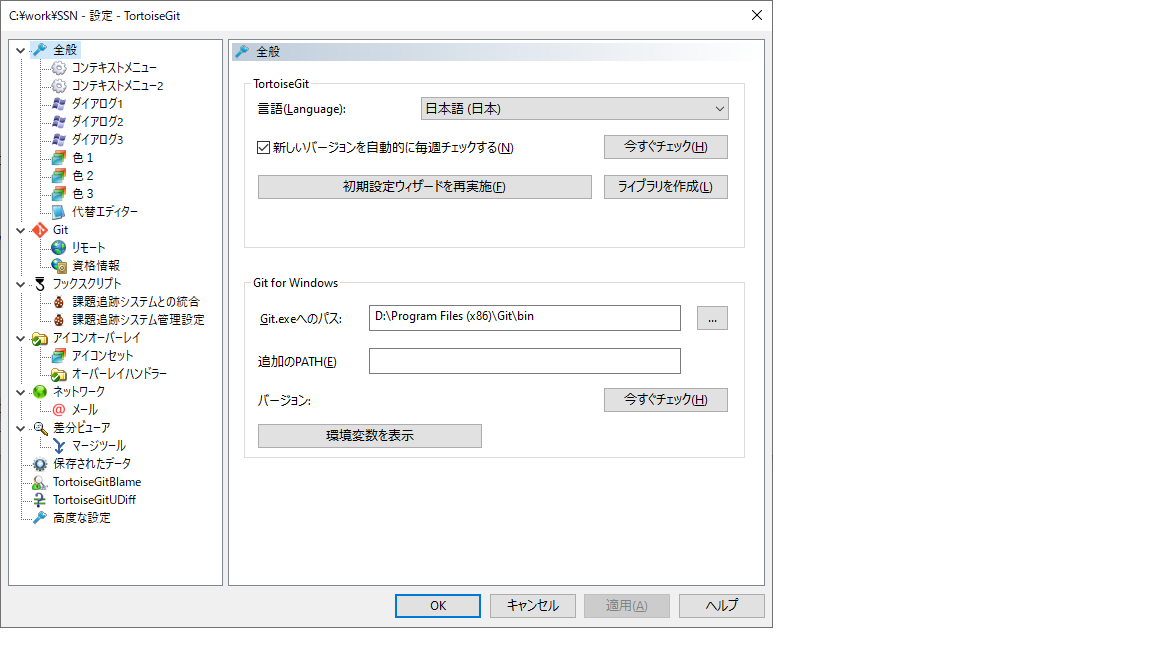 C:¥work¥SSN - 設定 - TortoiseGit
全般
コンテキストメニュー
コンテキストメニュー2
ダイアログ1
ダイアログ2
ダイアログ3
色 1
色 2
色 3
代替エディター
Git
リモート
資格情報
フックスクリプト
課題追跡システムとの統合
課題追跡システム管理設定
アイコンオーバーレイ
アイコンセット
オーバーレイハンドラー
ネットワーク
メール
差分ビューア
マージツール
保存されたデータ
TortoiseGitBlame
TortoiseGitUDiff
高度な設定
全般
TortoiseGit
言語(Language):
日本語 (日本)
新しいバージョンを自動的に毎週チェックする(N)
今すぐチェック(H)
初期設定ウィザードを再実施(F)
ライブラリを作成(L)
Git for Windows
Git.exeへのパス:
D:\Program Files (x86)\Git\bin
...
追加のPATH(E)
バージョン:
今すぐチェック(H)
環境変数を表示
OK
キャンセル
適用(A)
ヘルプ